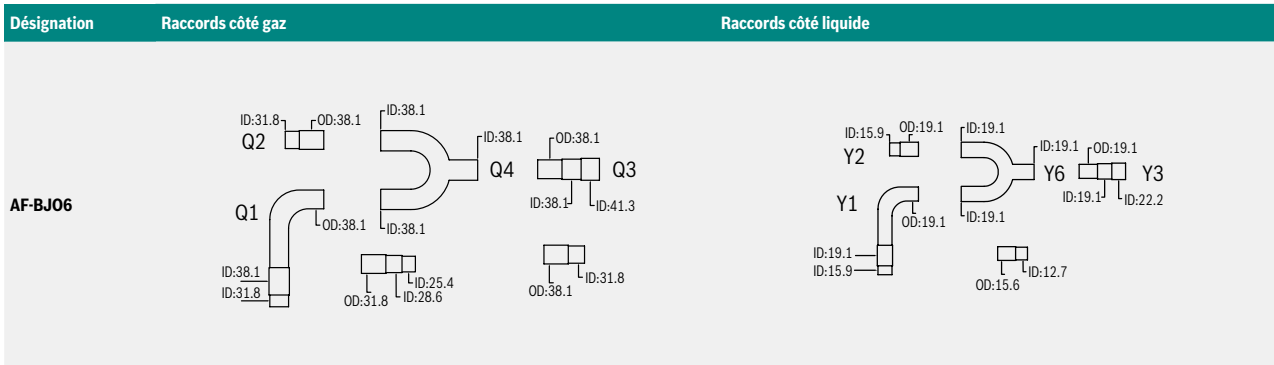 Désignation Raccords côté gaz Raccords côté liquide
ID:38.1 ID:19.1
ID:31.8 OD:38.1 ID:15.9 OD:19.1
Q2 ID:38.1 OD:38.1 Y2 ID:19.1 OD:19.1
Q4 Q3 Y6 Y3
AF-BJO6 Q1 ID:38.1 ID:41.3 Y1 ID:19.1 ID:22.2
OD:38.1 ID:38.1 OD:19.1 ID:19.1
ID:38.1 ID:25.4 ID:31.8 ID:19.1 ID:12.7
ID:31.8 OD:31.8 ID:28.6 OD:38.1 ID:15.9 OD:15.6